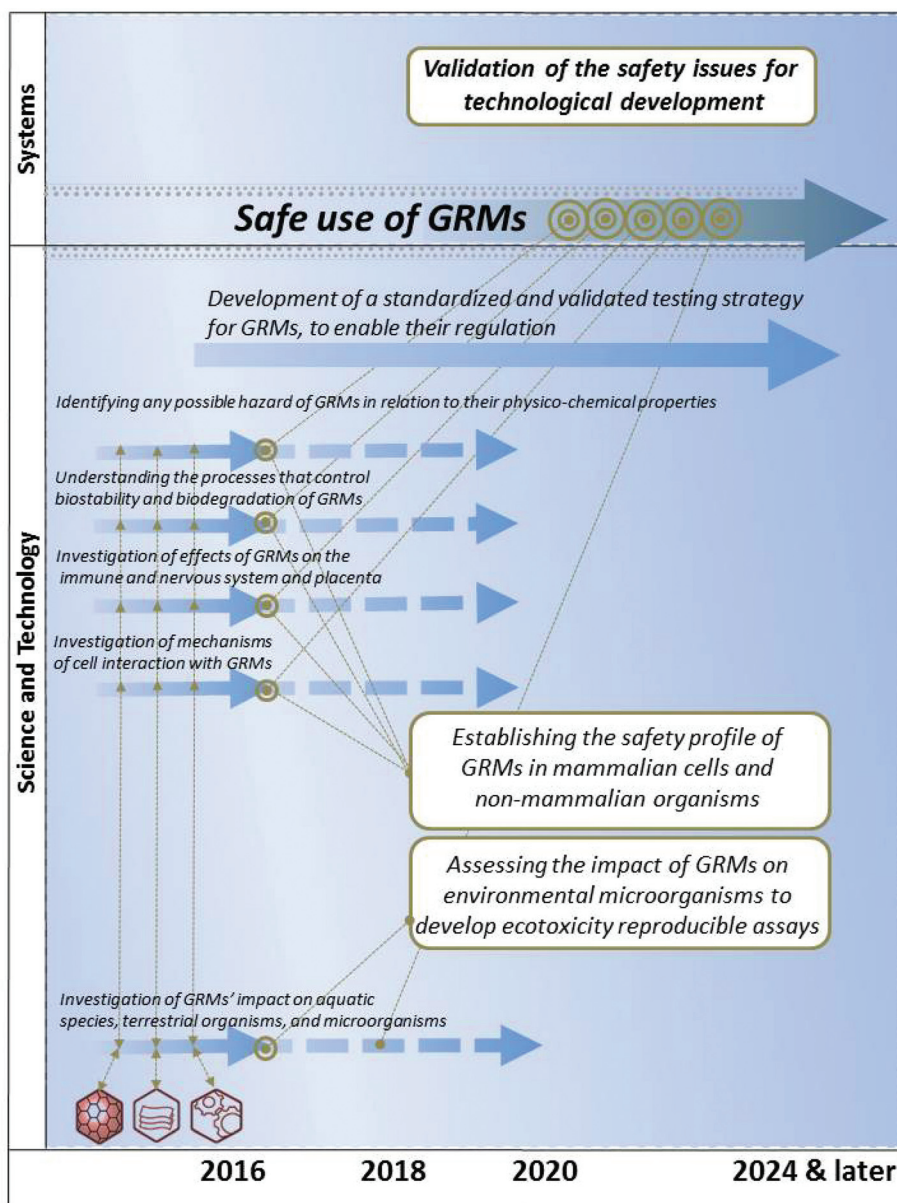 Systems
Validation of the safety issues for
technological development
Safe use of GRMs
Science and Technology
Development of a standardized and validated testing strategy
for GRMs, to enable their regulation
Identifying any possible hazard of GRMs in relation to their physico-chemical properties
Understanding the processes that control
biostability and biodegradation of GRMs
Investigation of effects of GRMs on the
immune and nervous system and placenta
Investigation of mechanisms
of cell interaction with GRMs
Establishing the safety profile of
GRMs in mammalian cells and
non-mammalian organisms
Assessing the impact of GRMs on
environmental microorganisms to
develop ecotoxicity reproducible assays
Investigation of GRMs' impact on aquatic
species, terrestrial organisms, and microorganisms
2016 2018 2020 2024 & later